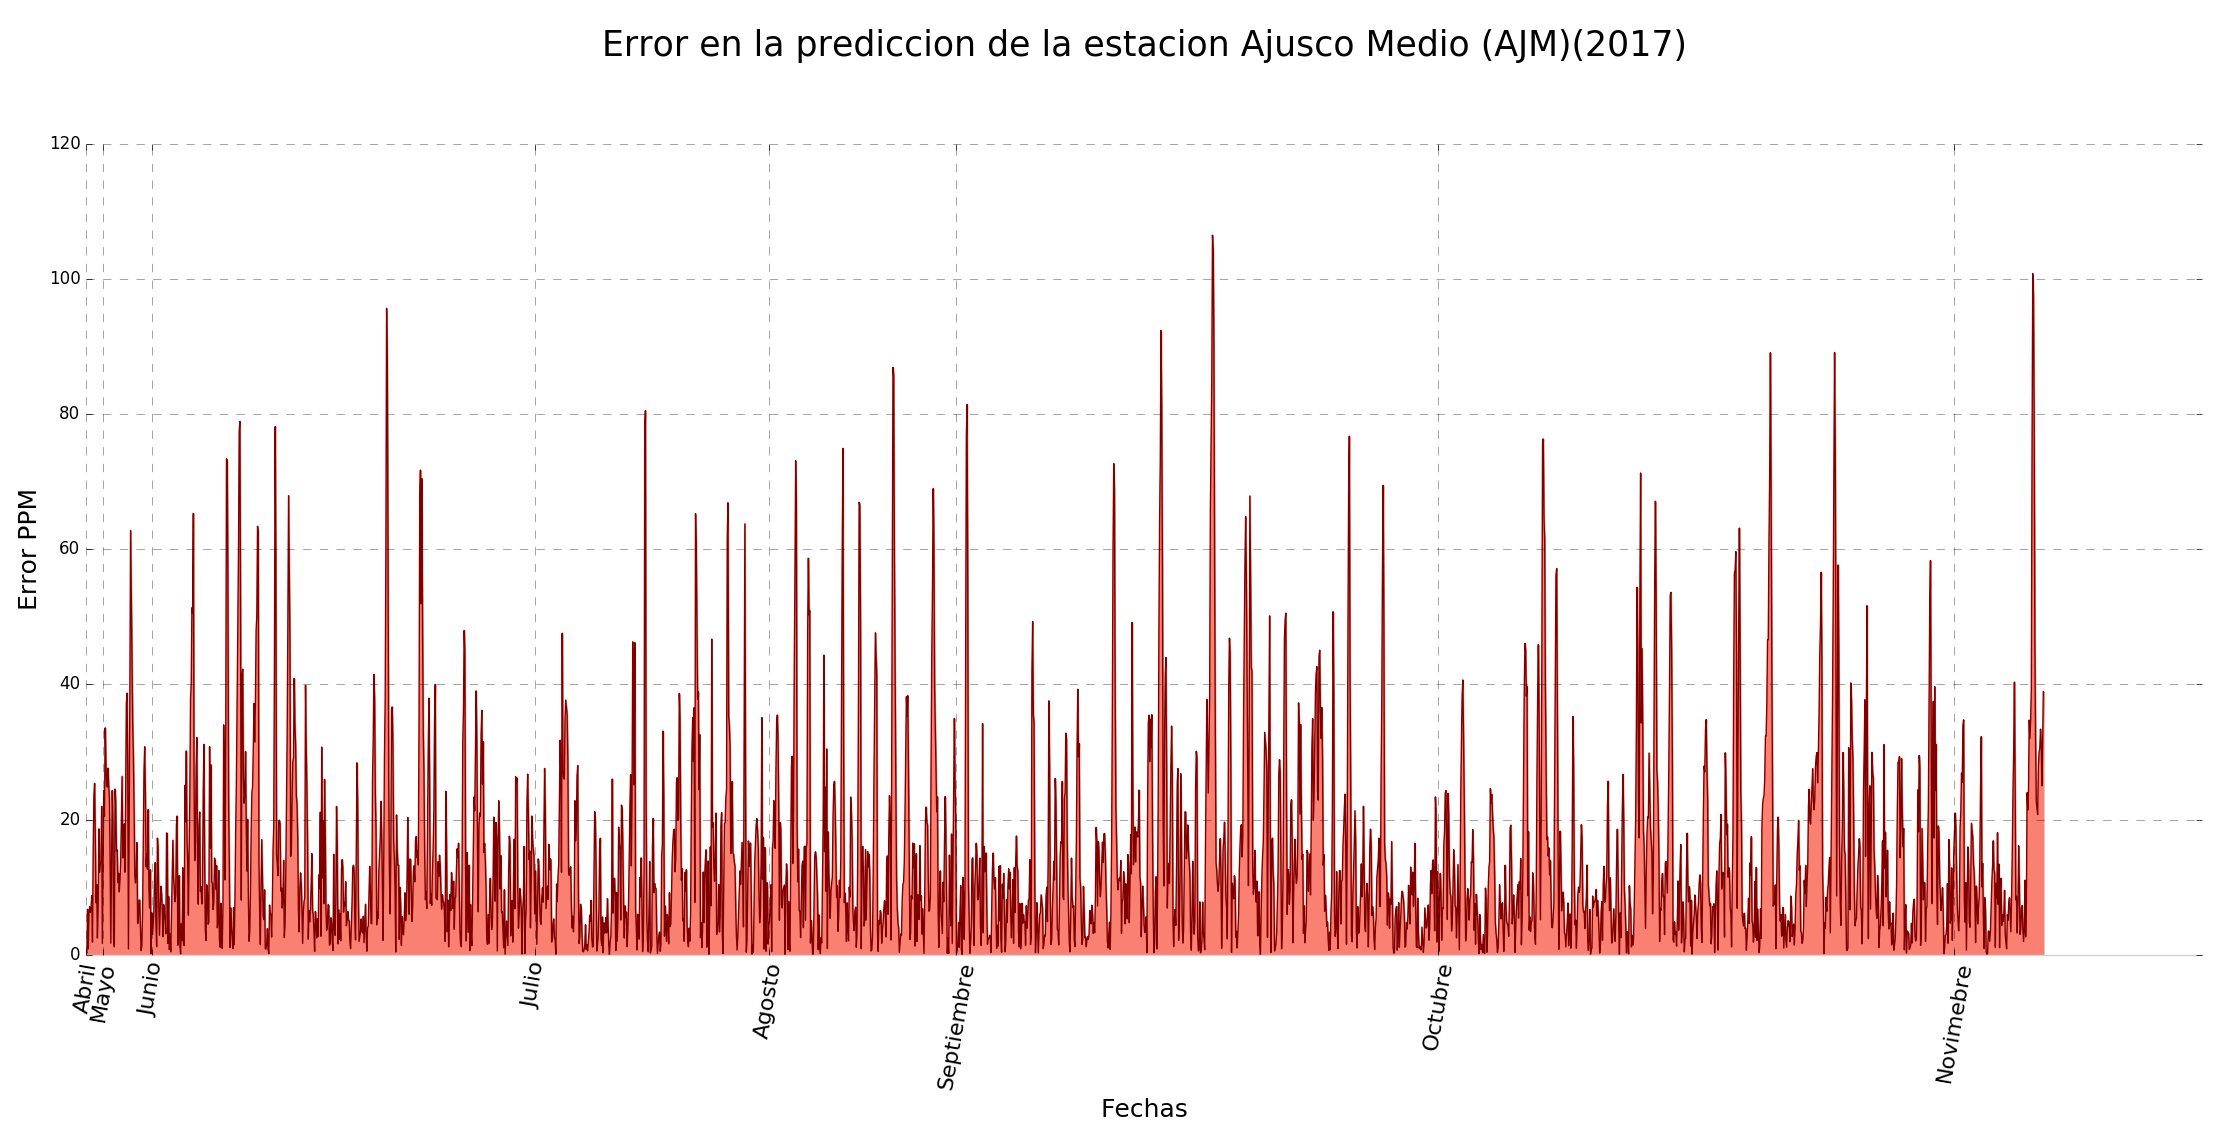 Error en la prediccion de la estacion Ajusco Medio (AJM)(2017)
120
100
80
60
40
20
0
Error PPM
Abril
Mayo
Junio
Julio
Agosto
Septiembre
Octubre
Novimebre
Fechas